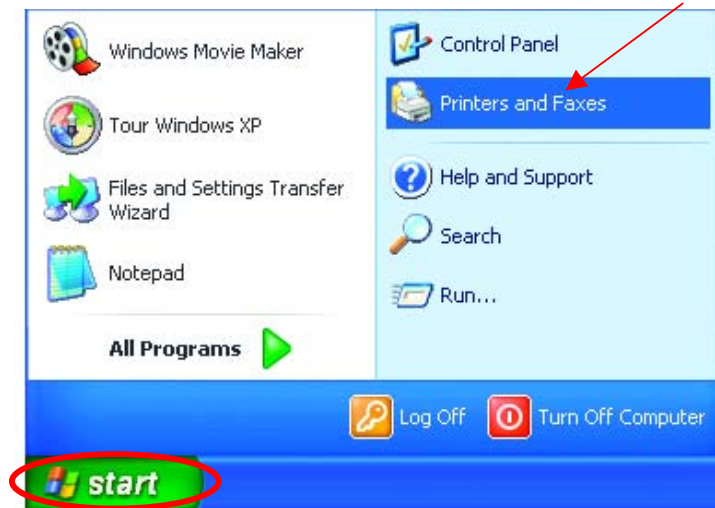 Windows Movie Maker
Tour Windows XP
Files and Settings Transfer
Wizard
Notepad
All Programs
Control Panel
Printers and Faxes
Help and Support
Search
Run...
Log Off
Turn Off Computer
start